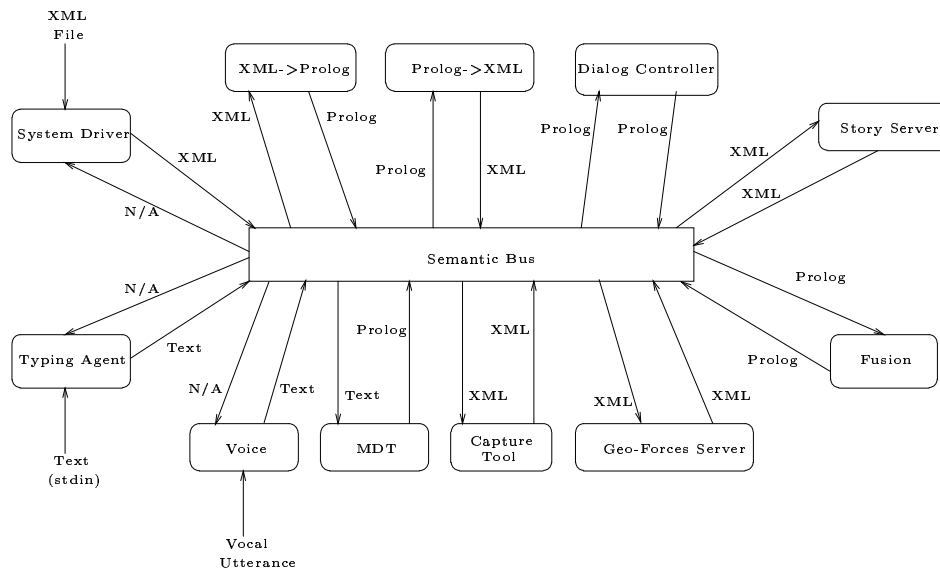 XML
File
XML->Prolog
Prolog->XML
Dialog Controller
System Driver
XML
Prolog
Prolog
Prolog
Story Server
XML
Prolog
XML
XML
XML
N/A
Semantic Bus
N/A
Prolog
Typing Agent
Text
Prolog
XML
Prolog
Fusion
N/A
Text
Text
XML
XML
XML
Voice
MDT
Capture
Tool
Geo-Forces Server
Text
(stdin)
Vocal
Utterance